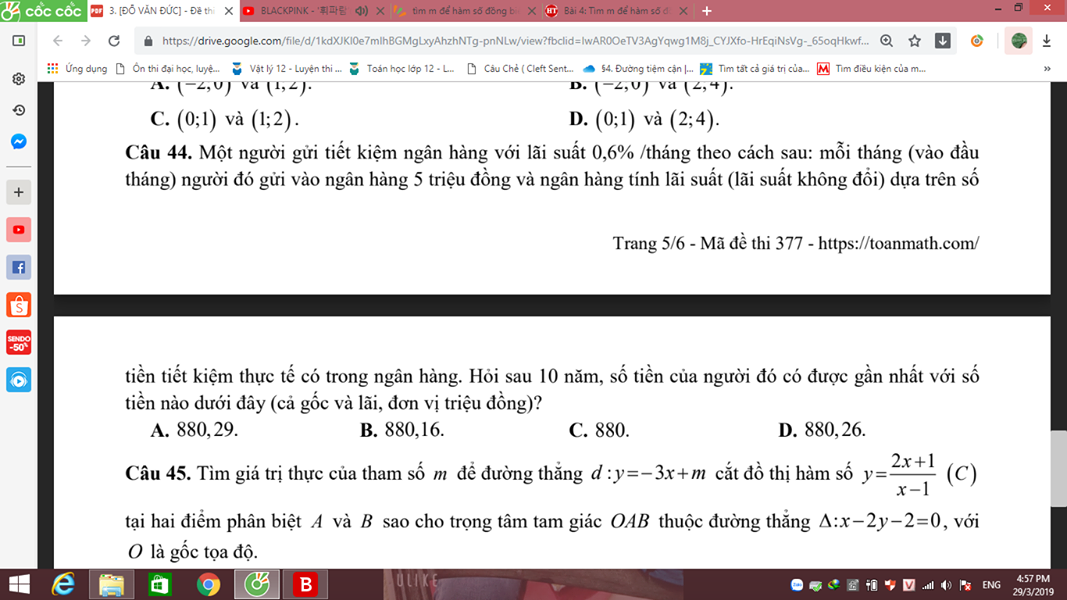 cốc cốc
3. [ĐỖ VĂN ĐỨC] - Đề th
BLACKPINK - '휘파람
tìm m để hàm số đồng b
Bài 4: Tìm m để hàm số đ
https://drive.google.com/file/d/1kdXJKl0e7mlhBGMgLxyAhzhNTg-pnNLw/view?fbclid=IwAR0OeTV3AgYqwg1M8j_CYJXfo-HrEqiNsVg-_65oqHkwf...
Ứng dụng
Ôn thi đại học, luyệ...
Vật lý 12 - Luyện thi ...
Toán học lớp 12 - L...
Câu Chẻ ( Cleft Sent...
§4. Đường tiệm cận |...
Tìm tất cả giá trị của...
Tìm điều kiện của m...
A. (−2;0) và (1;2). B. (−2;0) và (2;4).
C. (0;1) và (1;2). D. (0;1) và (2;4).
Câu 44. Một người gửi tiết kiệm ngân hàng với lãi suất 0,6% /tháng theo cách sau: mỗi tháng (vào đầu
tháng) người đó gửi vào ngân hàng 5 triệu đồng và ngân hàng tính lãi suất (lãi suất không đổi) dựa trên số
Trang 5/6 - Mã đề thi 377 - https://toanmath.com/
SENDO
-50%
tiền tiết kiệm thực tế có trong ngân hàng. Hỏi sau 10 năm, số tiền của người đó có được gần nhất với số
tiền nào dưới đây (cả gốc và lãi, đơn vị triệu đồng)?
A. 880,29. B. 880,16. C. 880. D. 880,26.
Câu 45. Tìm giá trị thực của tham số m để đường thẳng d : y=−3x+m cắt đồ thị hàm số y=(2x+1)/(x−1) (C)
tại hai điểm phân biệt A và B sao cho trọng tâm tam giác OAB thuộc đường thẳng Δ:x−2y−2=0, với
O là gốc tọa độ.
ENG
4:57 PM
29/3/2019